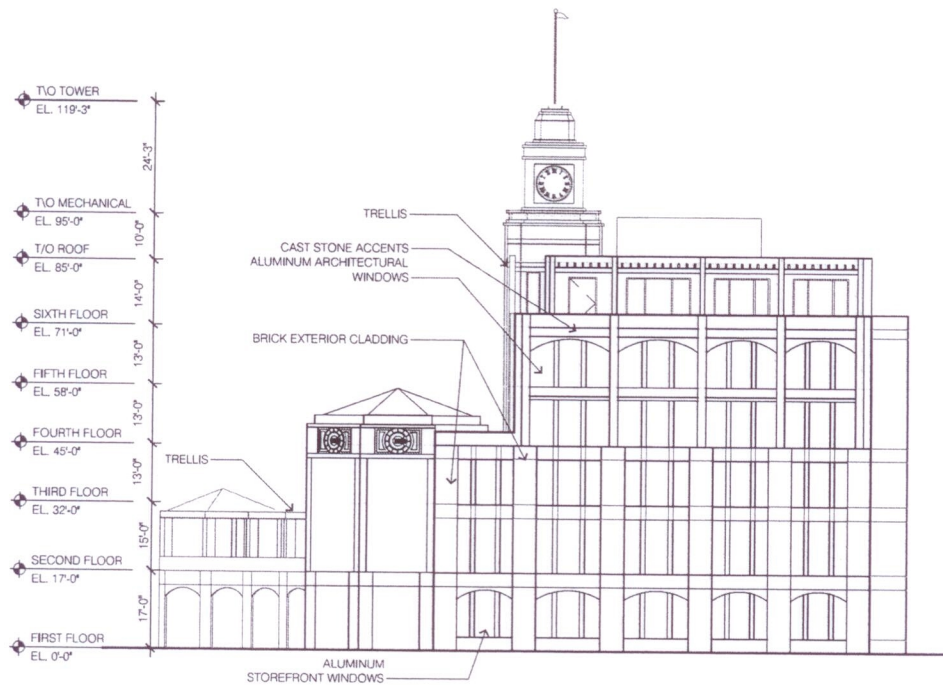 T\O TOWER
EL. 119'-3"
24'-3"
T\O MECHANICAL
EL. 95'-0"
10'-0"
T/O ROOF
EL. 85'-0"
14'-0"
SIXTH FLOOR
EL. 71'-0"
13'-0"
FIFTH FLOOR
EL. 58'-0"
13'-0"
FOURTH FLOOR
EL. 45'-0"
13'-0"
THIRD FLOOR
EL. 32'-0"
15'-0"
SECOND FLOOR
EL. 17'-0"
17'-0"
FIRST FLOOR
EL. 0'-0"
TRELLIS
CAST STONE ACCENTS
ALUMINUM ARCHITECTURAL
WINDOWS
BRICK EXTERIOR CLADDING
TRELLIS
ALUMINUM
STOREFRONT WINDOWS